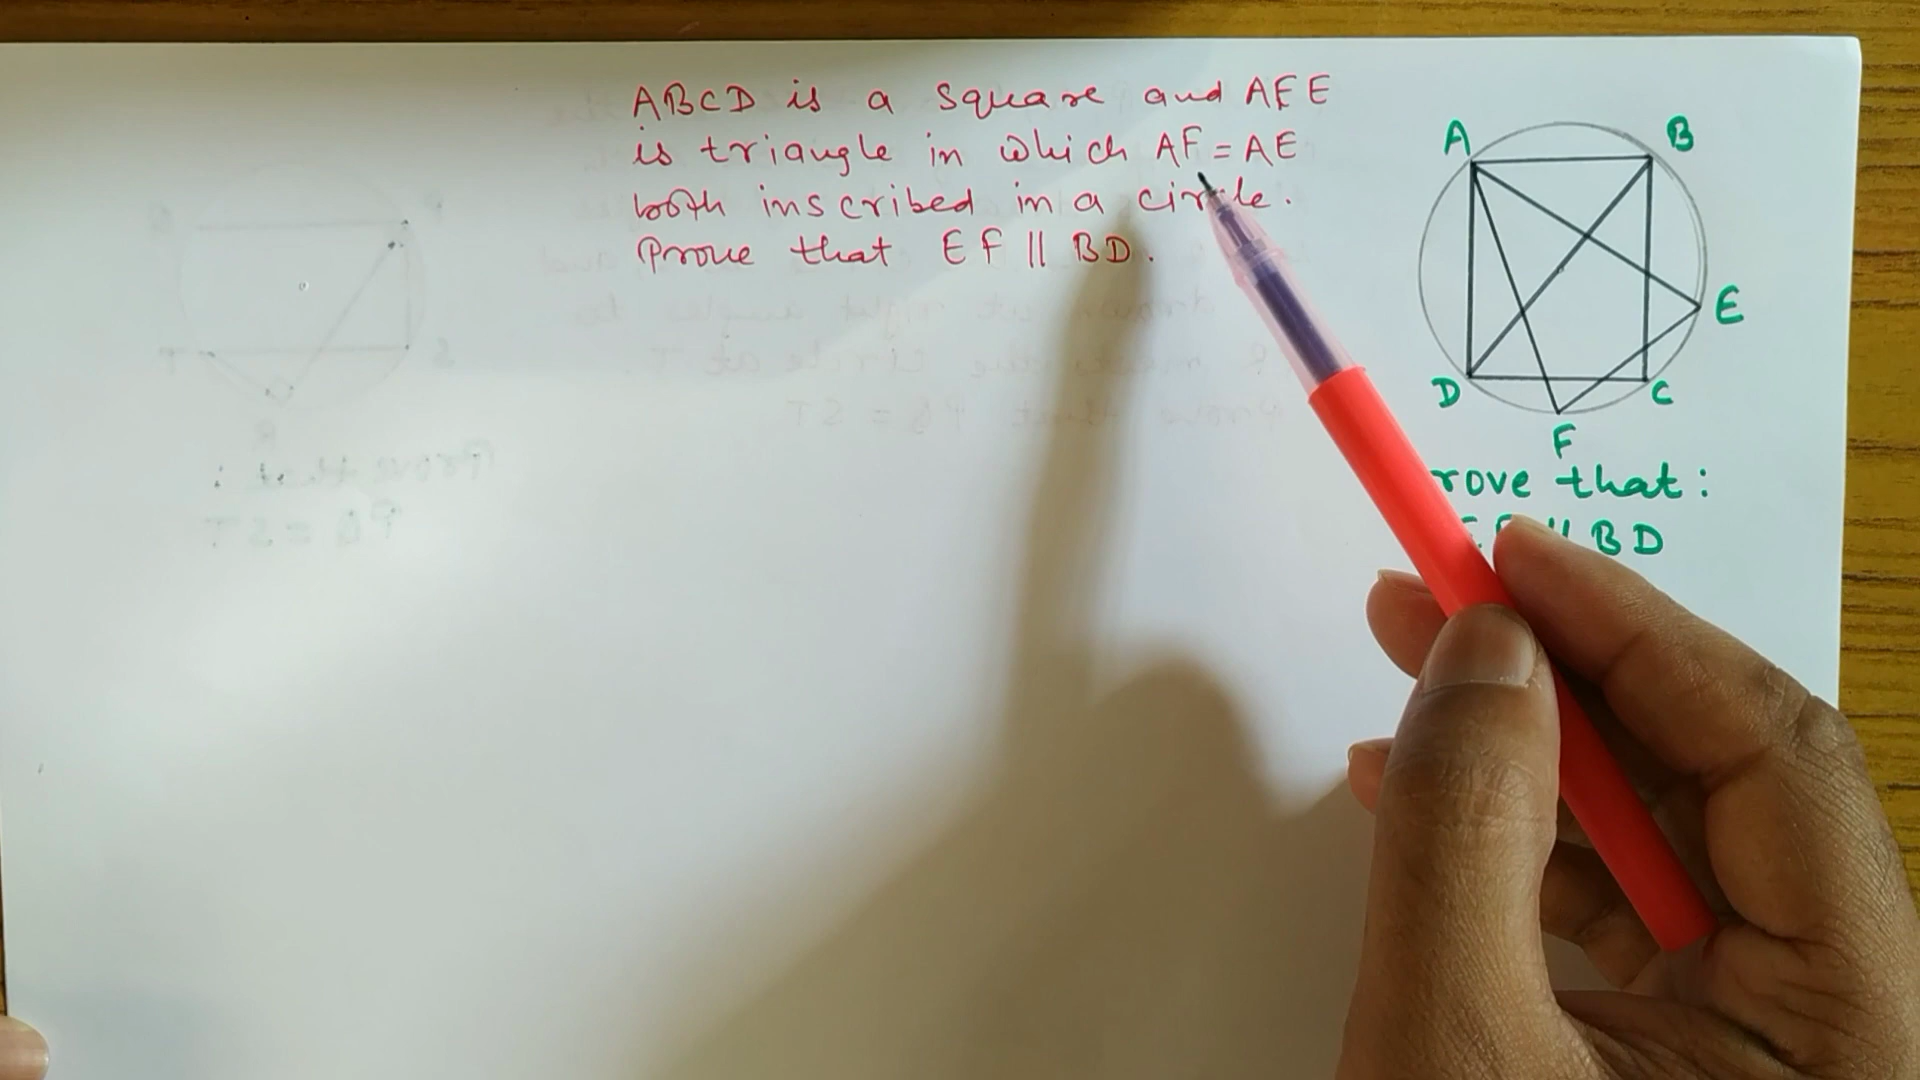 ABCD is a square and AFE
is triangle in which AF = AE
both inscribed in a circle.
Prove that EF || BD.
A
B
E
D
C
F
rove that:
EF || BD